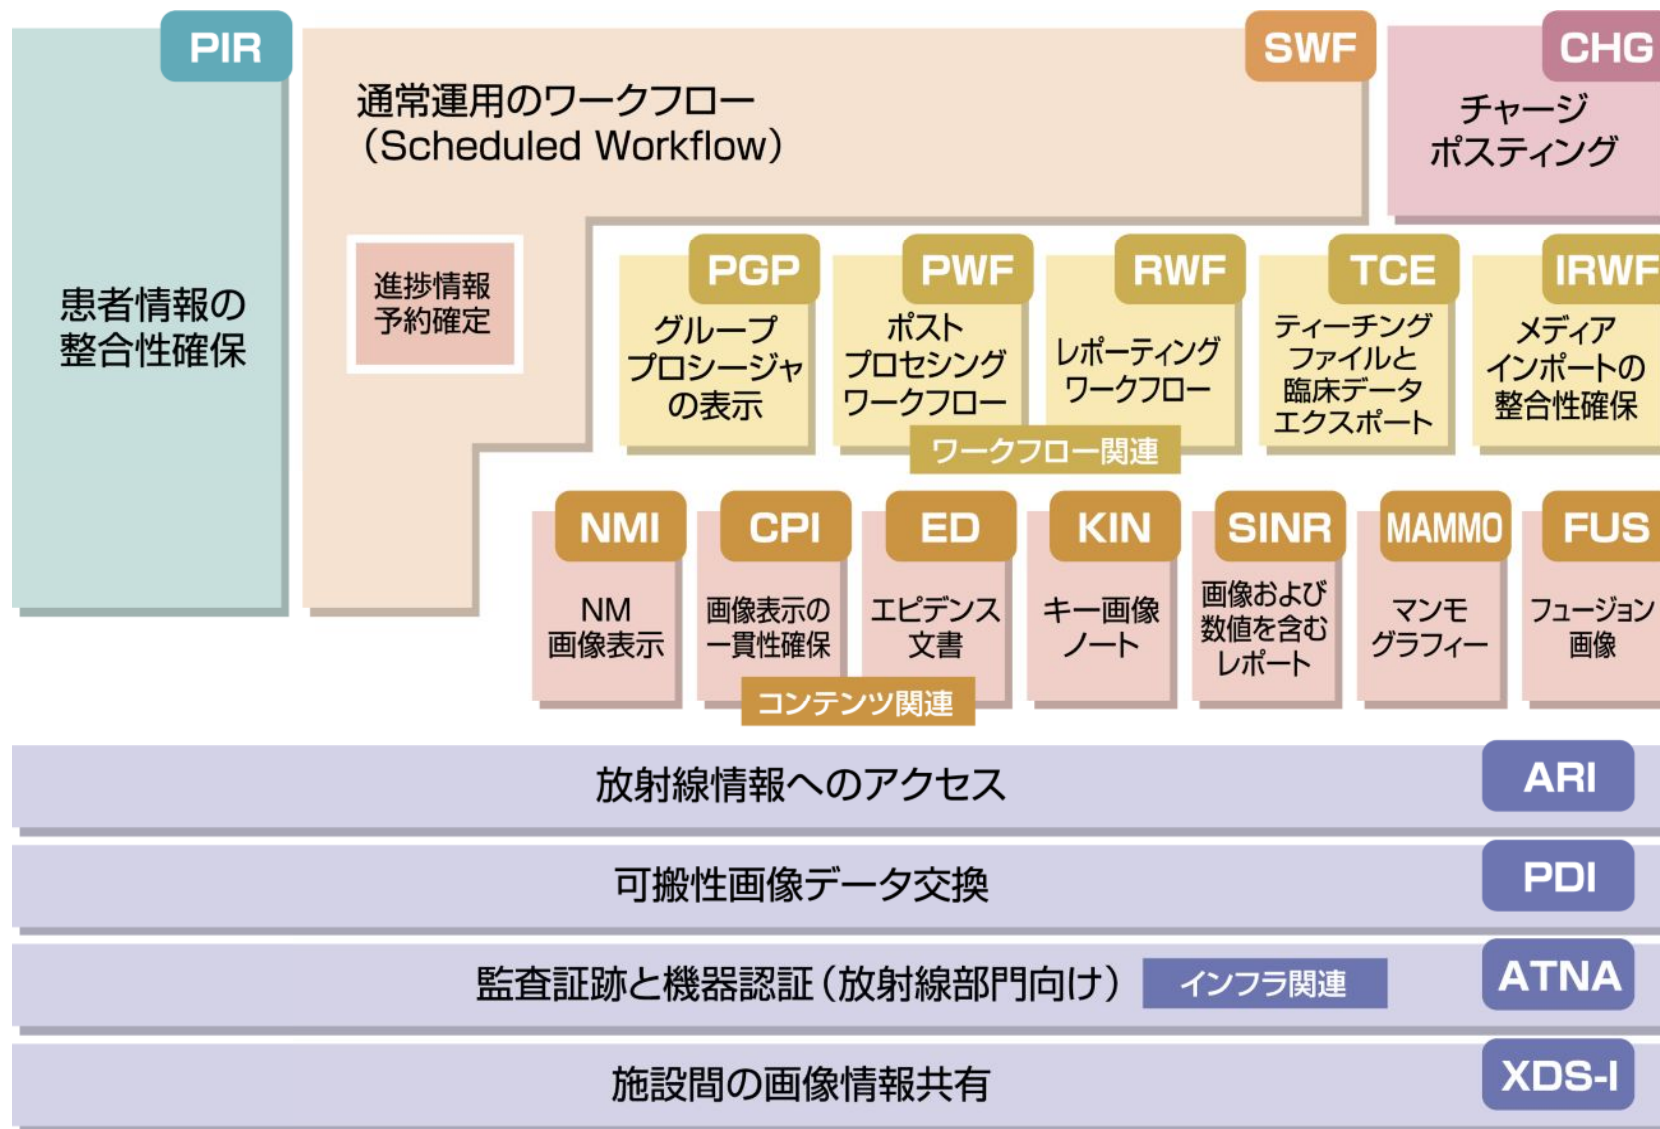 PIR
患者情報の
整合性確保
SWF
通常運用のワークフロー
（Scheduled Workflow）
進捗情報
予約確定
CHG
チャージ
ポスティング
PGP
グループ
プロシージャ
の表示
PWF
ポスト
プロセシング
ワークフロー
RWF
レポーティング
ワークフロー
TCE
ティーチング
ファイルと
臨床データ
エクスポート
IRWF
メディア
インポートの
整合性確保
ワークフロー関連
NMI
NM
画像表示
CPI
画像表示の
一貫性確保
ED
エビデンス
文書
KIN
キー画像
ノート
SINR
画像および
数値を含む
レポート
MAMMO
マンモ
グラフィー
FUS
フュージョン
画像
コンテンツ関連
放射線情報へのアクセス
ARI
可搬性画像データ交換
PDI
監査証跡と機器認証（放射線部門向け）
インフラ関連
ATNA
施設間の画像情報共有
XDS-I